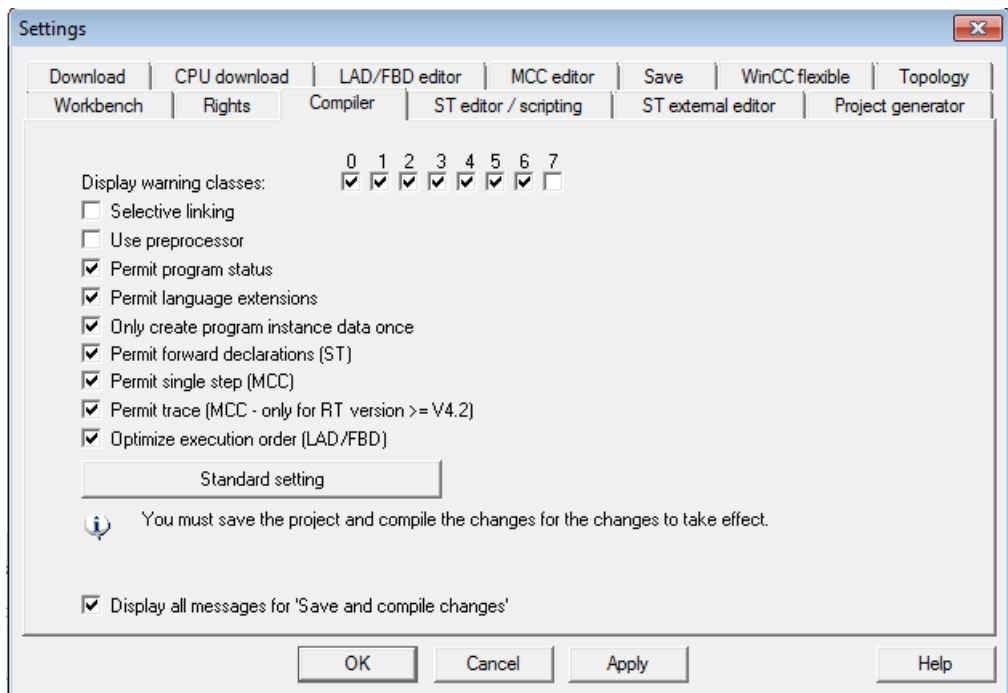 Settings
Download CPU download LAD/FBD editor MCC editor Save WinCC flexible Topology
Workbench Rights Compiler ST editor / scripting ST external editor Project generator
0 1 2 3 4 5 6 7
Display warning classes:
Selective linking
Use preprocessor
Permit program status
Permit language extensions
Only create program instance data once
Permit forward declarations (ST)
Permit single step (MCC)
Permit trace (MCC - only for RT version >= V4.2)
Optimize execution order (LAD/FBD)
Standard setting
You must save the project and compile the changes for the changes to take effect.
Display all messages for 'Save and compile changes'
OK Cancel Apply Help